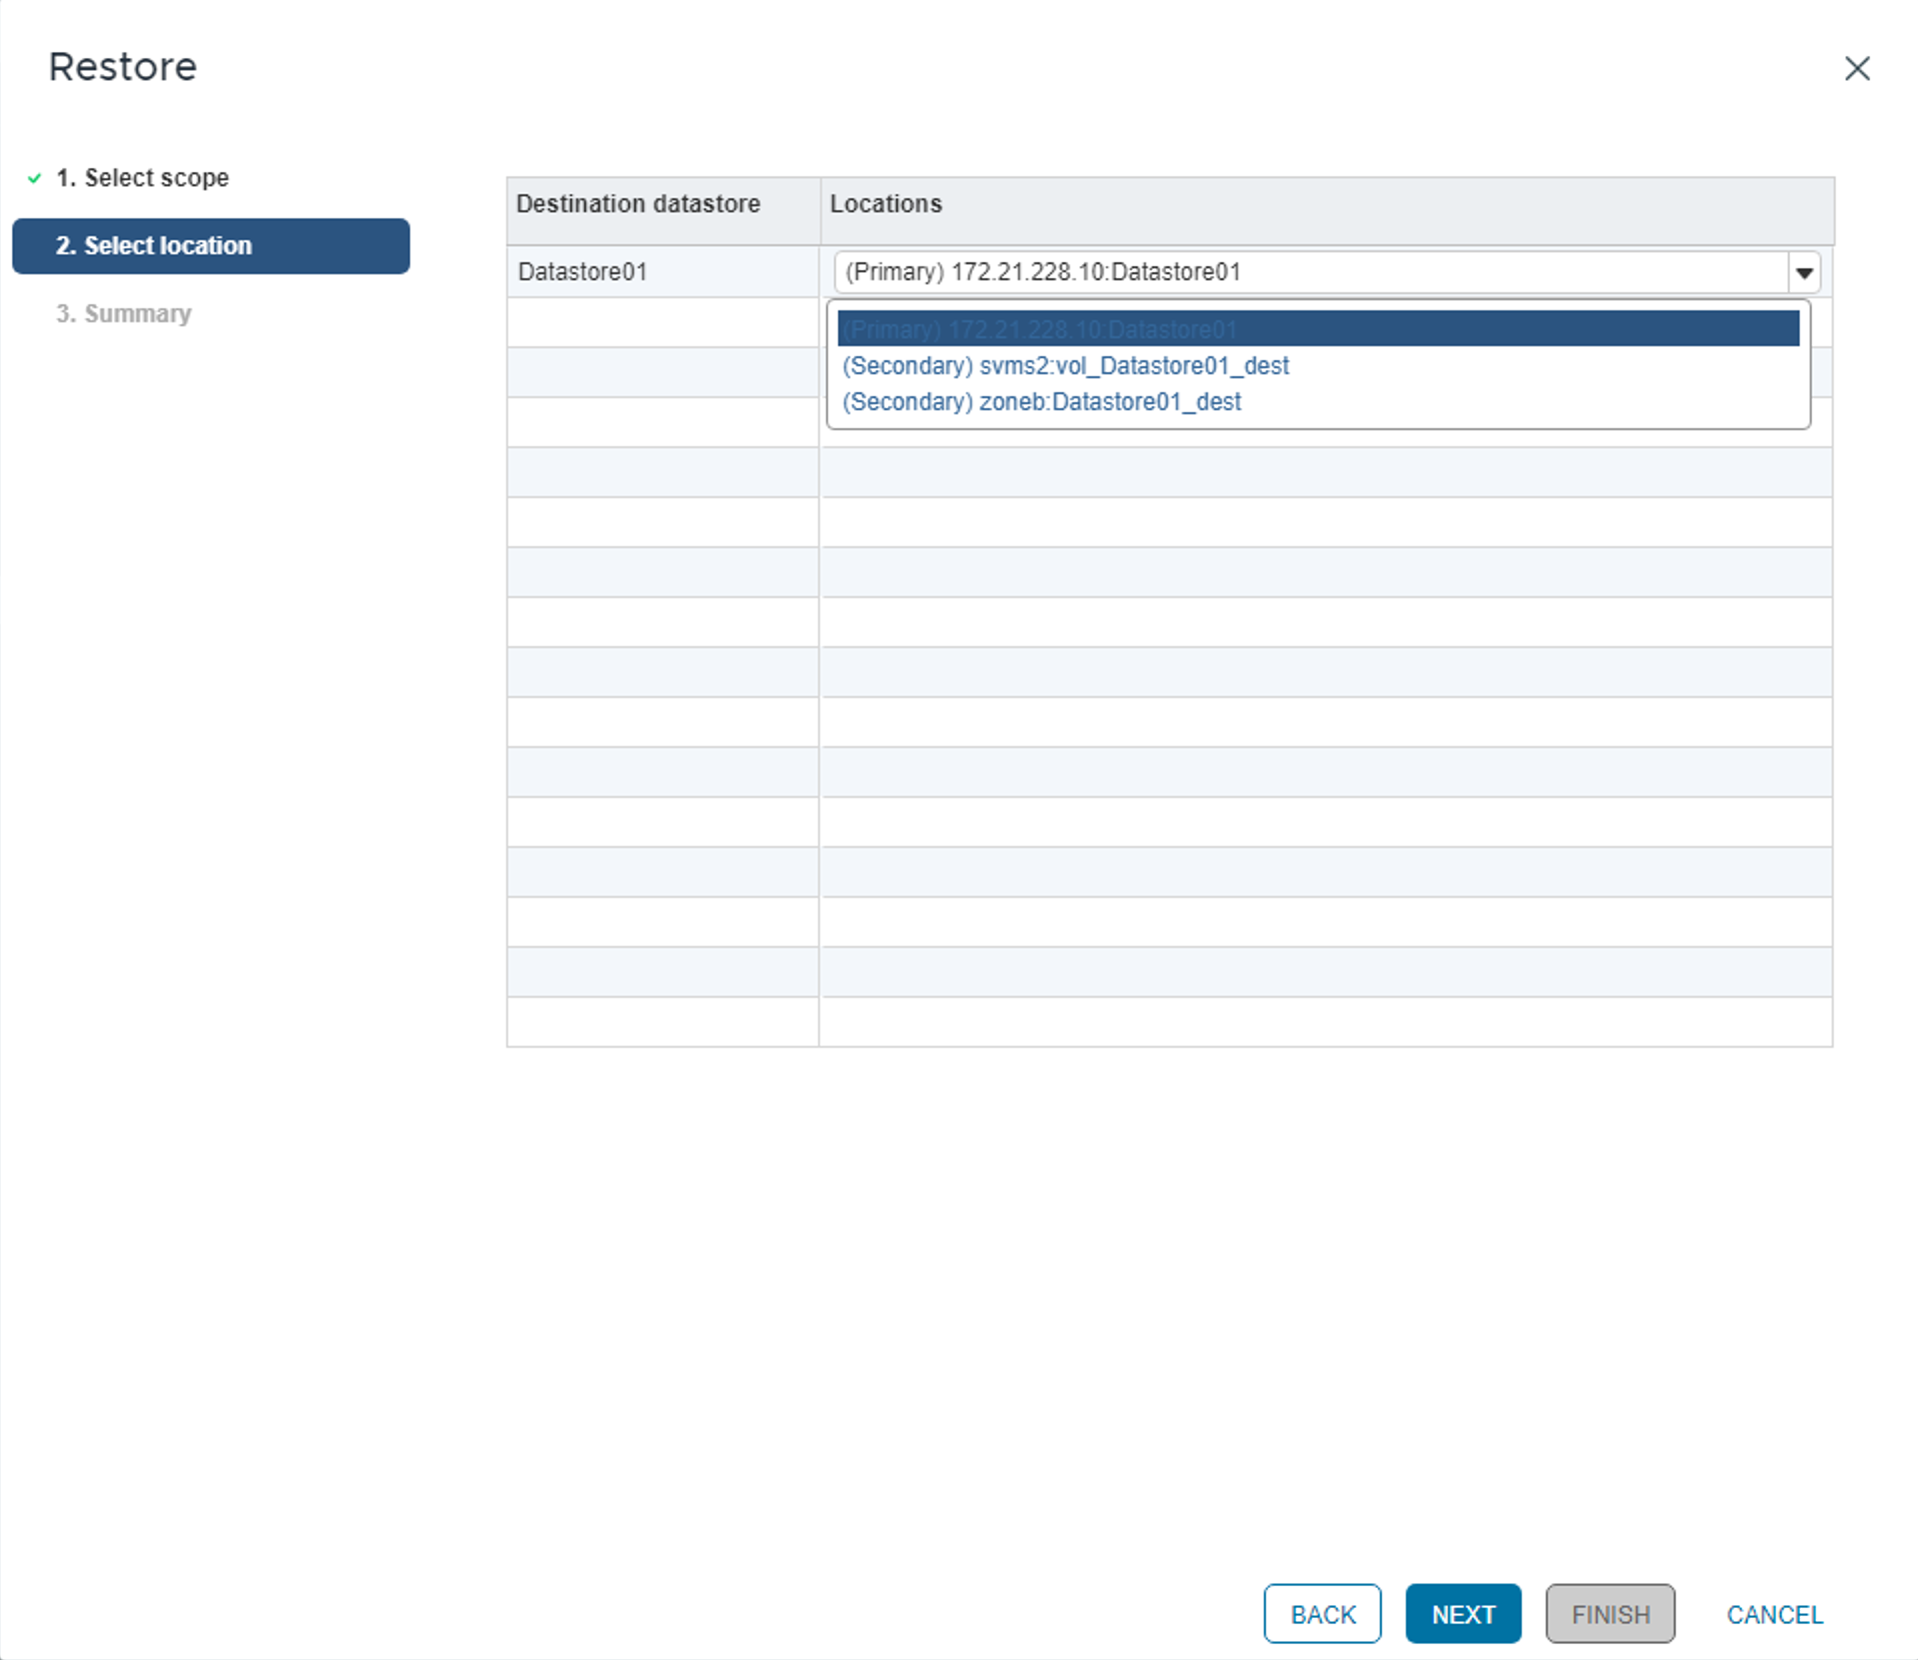 Restore
1. Select scope
2. Select location
3. Summary
Destination datastore Locations
Datastore01 (Primary) 172.21.228.10:Datastore01
(Primary) 172.21.228.10:Datastore01
(Secondary) svms2:vol_Datastore01_dest
(Secondary) zoneb:Datastore01_dest
BACK NEXT FINISH CANCEL